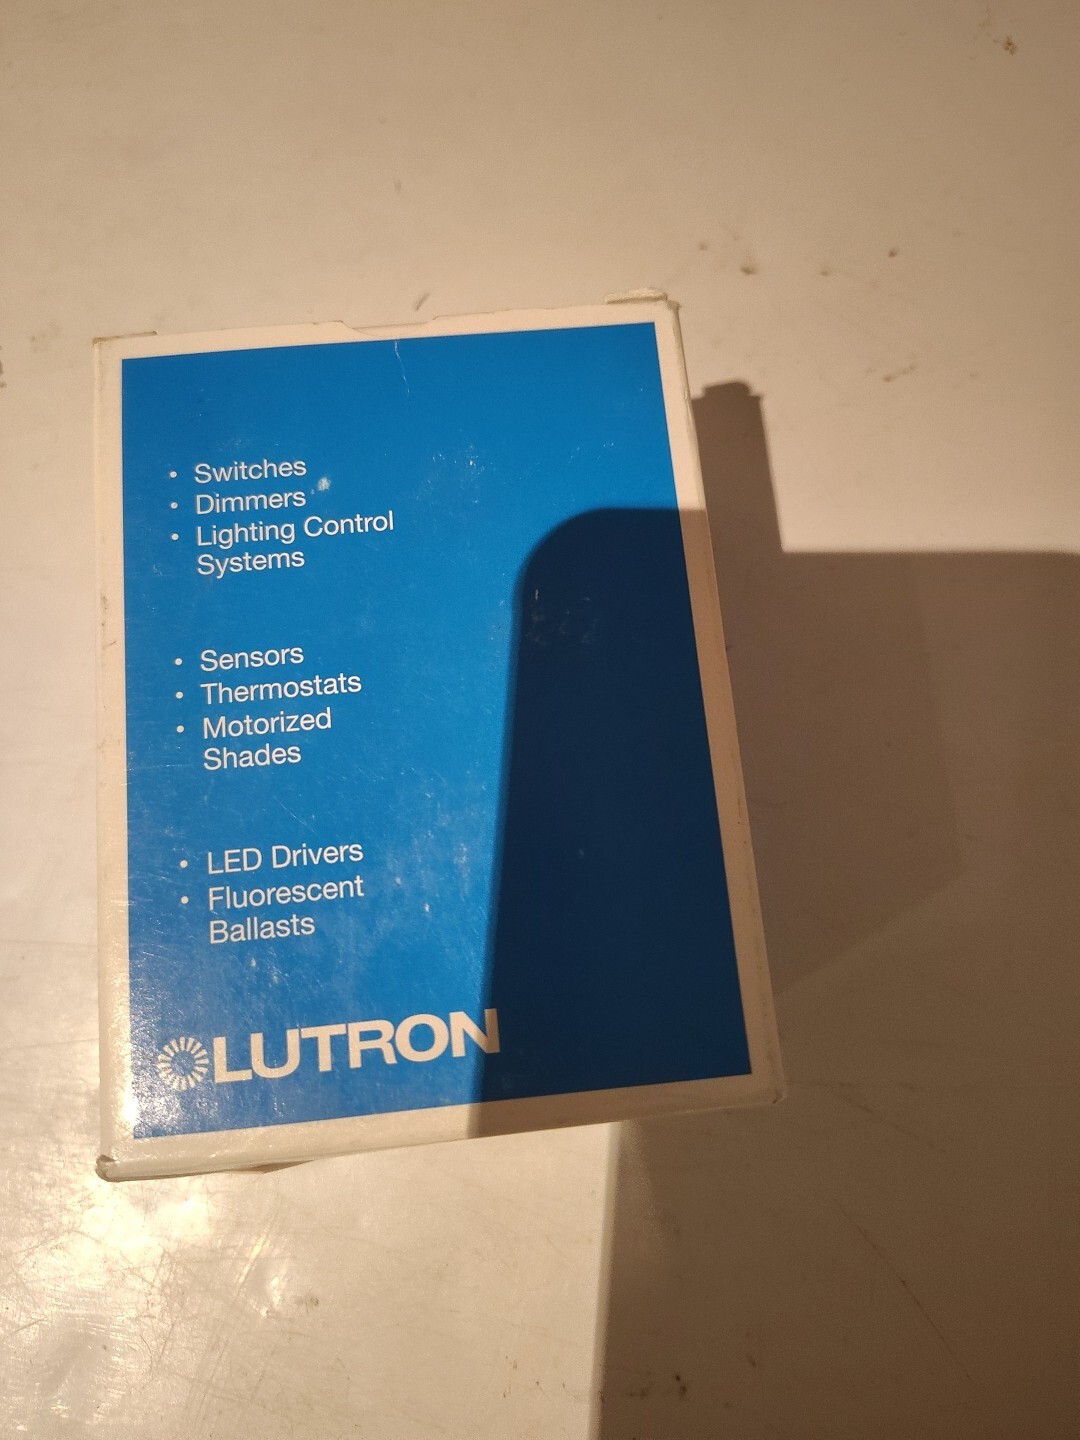 • Switches
• Dimmers
• Lighting Control
Systems
• Sensors
• Thermostats
• Motorized
Shades
• LED Drivers
• Fluorescent
Ballasts
LUTRON